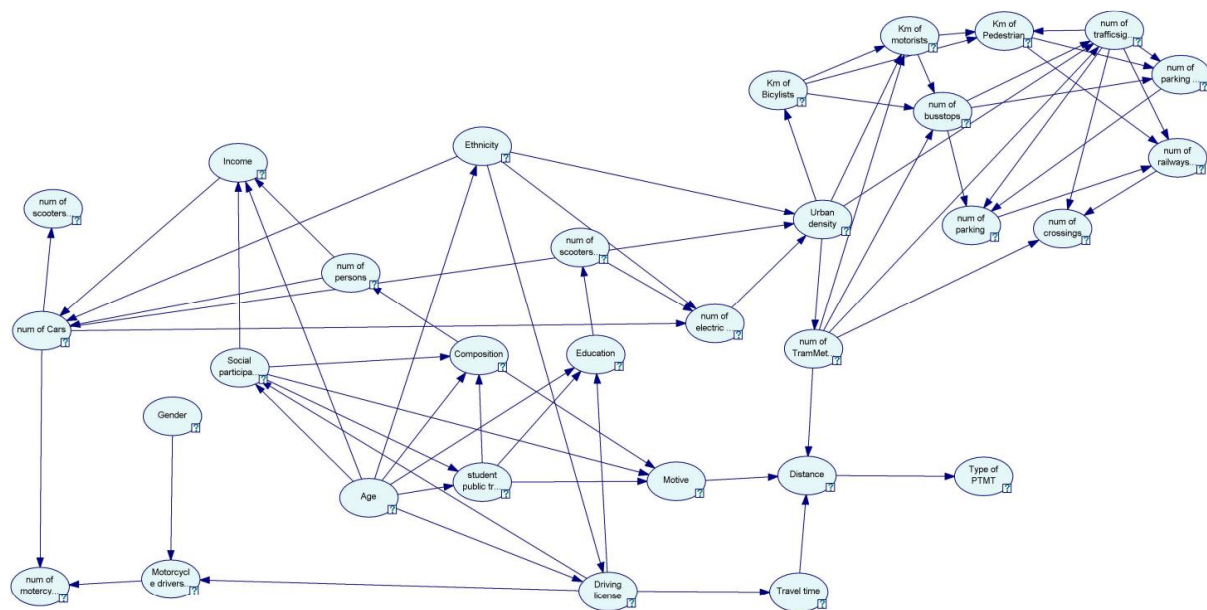 Km of
motorists
?
Km of
Pedestrian
?
num of
trafficsig...
?
num of
parking ...
?
Km of
Bicylists
?
num of
busstops
?
Ethnicity
?
Income
?
num of
railways...
?
num of
scooters...
?
Urban
density
?
num of
parking
?
num of
crossings
?
num of
scooters...
?
num of
persons
?
num of Cars
?
num of
electric ...
?
num of
TramMet...
?
Social
participa...
?
Composition
?
Education
?
Gender
?
student
public tr...
?
Motive
?
Distance
?
Type of
PTMT
?
Age
?
num of
motercy...
?
Motorcycl
e drivers...
?
Driving
license
?
Travel time
?